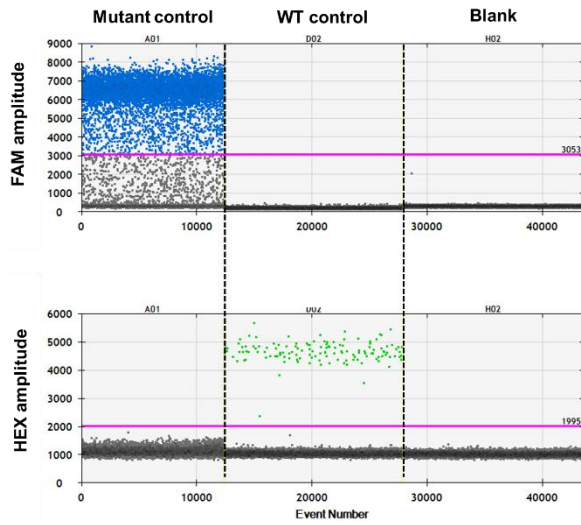 Mutant control WT control Blank
A01 D02 H02
FAM amplitude
9000
8000
7000
6000
5000
4000
3000
2000
1000
0
3053
0 10000 20000 30000 40000
A01 D02 H02
HEX amplitude
6000
5000
4000
3000
2000
1000
0
1995
0 10000 20000 30000 40000
Event Number